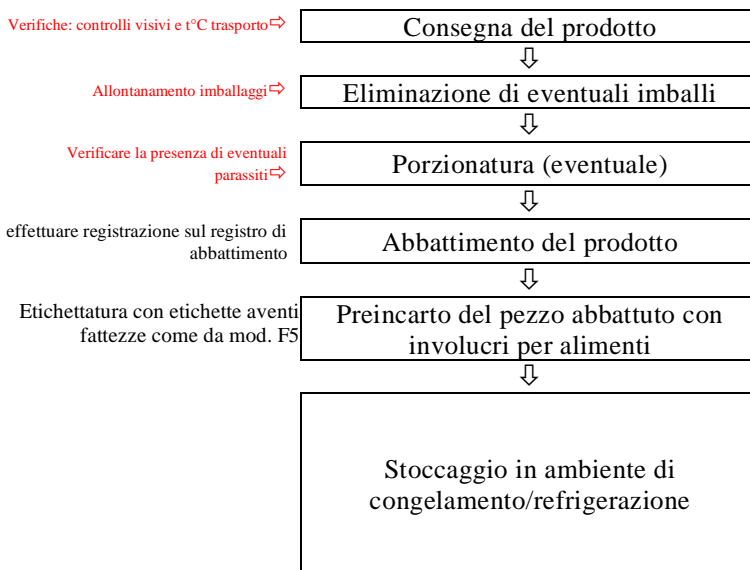 Verifiche: controlli visivi e t°C trasporto⇨
Consegna del prodotto
⇩
Allontanamento imballaggi⇨
Eliminazione di eventuali imballi
⇩
Verificare la presenza di eventuali
parassiti⇨
Porzionatura (eventuale)
⇩
effettuare registrazione sul registro di
abbattimento
Abbattimento del prodotto
⇩
Etichettatura con etichette aventi
fattezze come da mod. F5
Preincarto del pezzo abbattuto con
involucri per alimenti
⇩
Stoccaggio in ambiente di
congelamento/refrigerazione